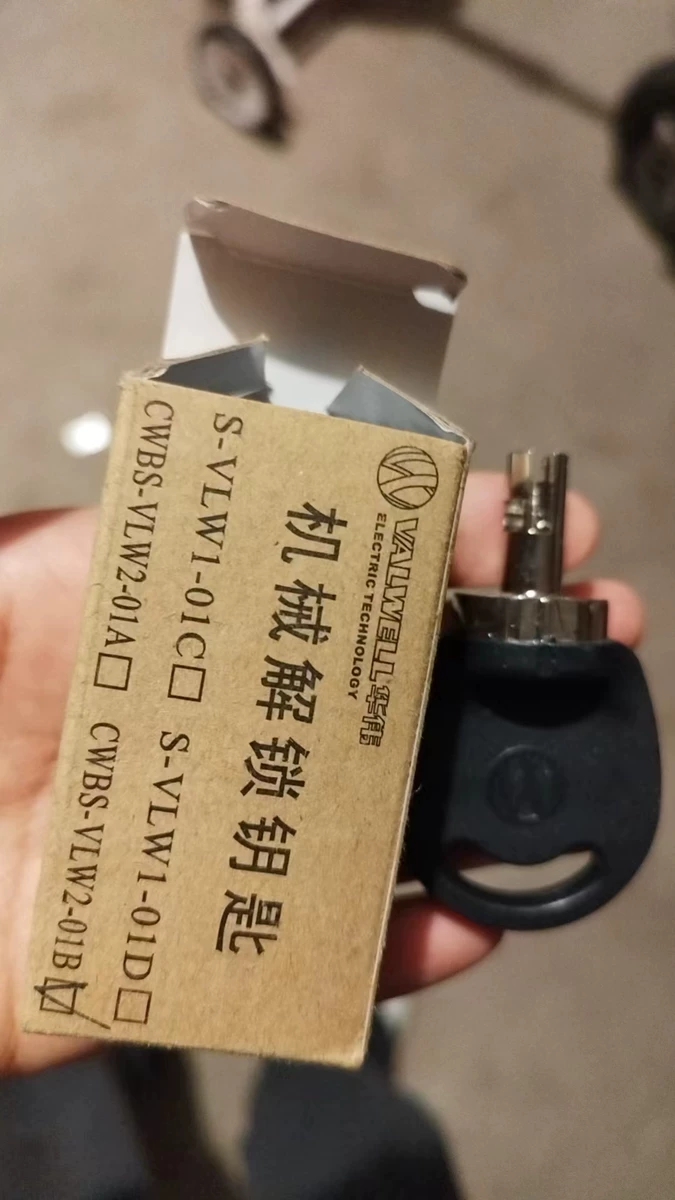 VALWELL 华伟
ELECTRIC TECHNOLOGY
机械解锁钥匙
S-VLW1-01C□ S-VLW1-01D□
CWBS-VLW2-01A□ CWBS-VLW2-01B☑